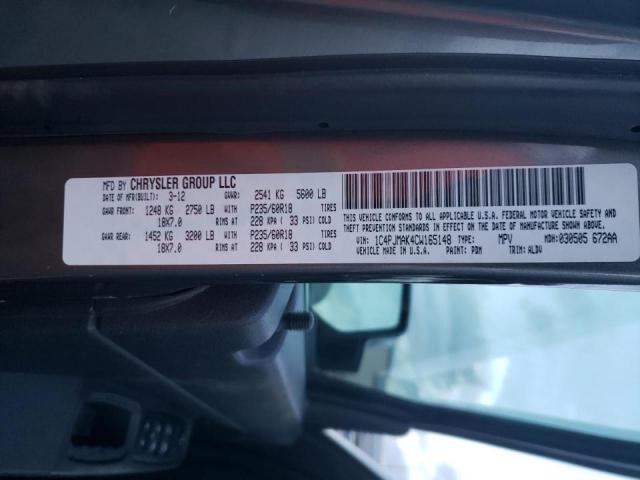 MFD BY CHRYSLER GROUP LLC
DATE OF MFR(BUILT): 3-12 GVWR: 2541 KG 5600 LB
GAWR FRONT: 1248 KG 2750 LB WITH P235/60R18 TIRES
18X7.0 RIMS AT 228 KPA ( 33 PSI) COLD
GAWR REAR: 1452 KG 3200 LB WITH P235/60R18 TIRES
18X7.0 RIMS AT 228 KPA ( 33 PSI) COLD
THIS VEHICLE CONFORMS TO ALL APPLICABLE U.S.A. FEDERAL MOTOR VEHICLE SAFETY AND
THEFT PREVENTION STANDARDS IN EFFECT ON THE DATE OF MANUFACTURE SHOWN ABOVE.
VIN: 1C4PJMAK4CW165148 TYPE: MPV MDH: 030505 672AA
VEHICLE MADE IN U.S.A. PAINT: PDM TRIM: ALDV